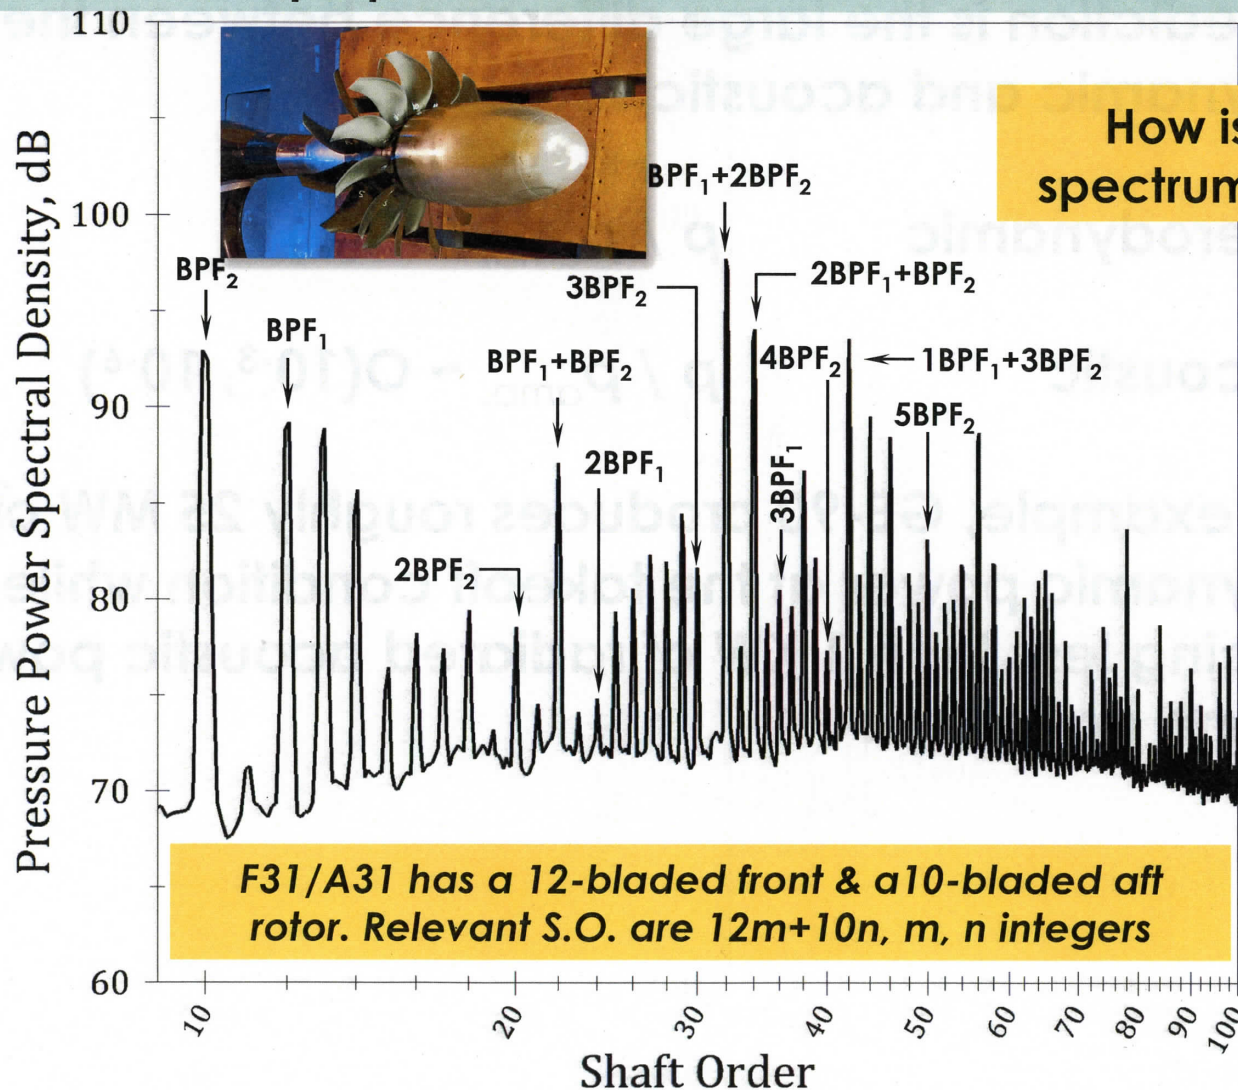 110
How is
spectrum
Pressure Power Spectral Density, dB
BPF₁+2BPF₂
100
BPF₂
3BPF₂
2BPF₁+BPF₂
BPF₁
BPF₁+BPF₂
4BPF₂
1BPF₁+3BPF₂
90
5BPF₂
2BPF₁
3BPF₁
2BPF₂
80
70
F31/A31 has a 12-bladed front & a10-bladed aft
rotor. Relevant S.O. are 12m+10n, m, n integers
60
10 20 30 40 50 60 70 80 90 100
Shaft Order